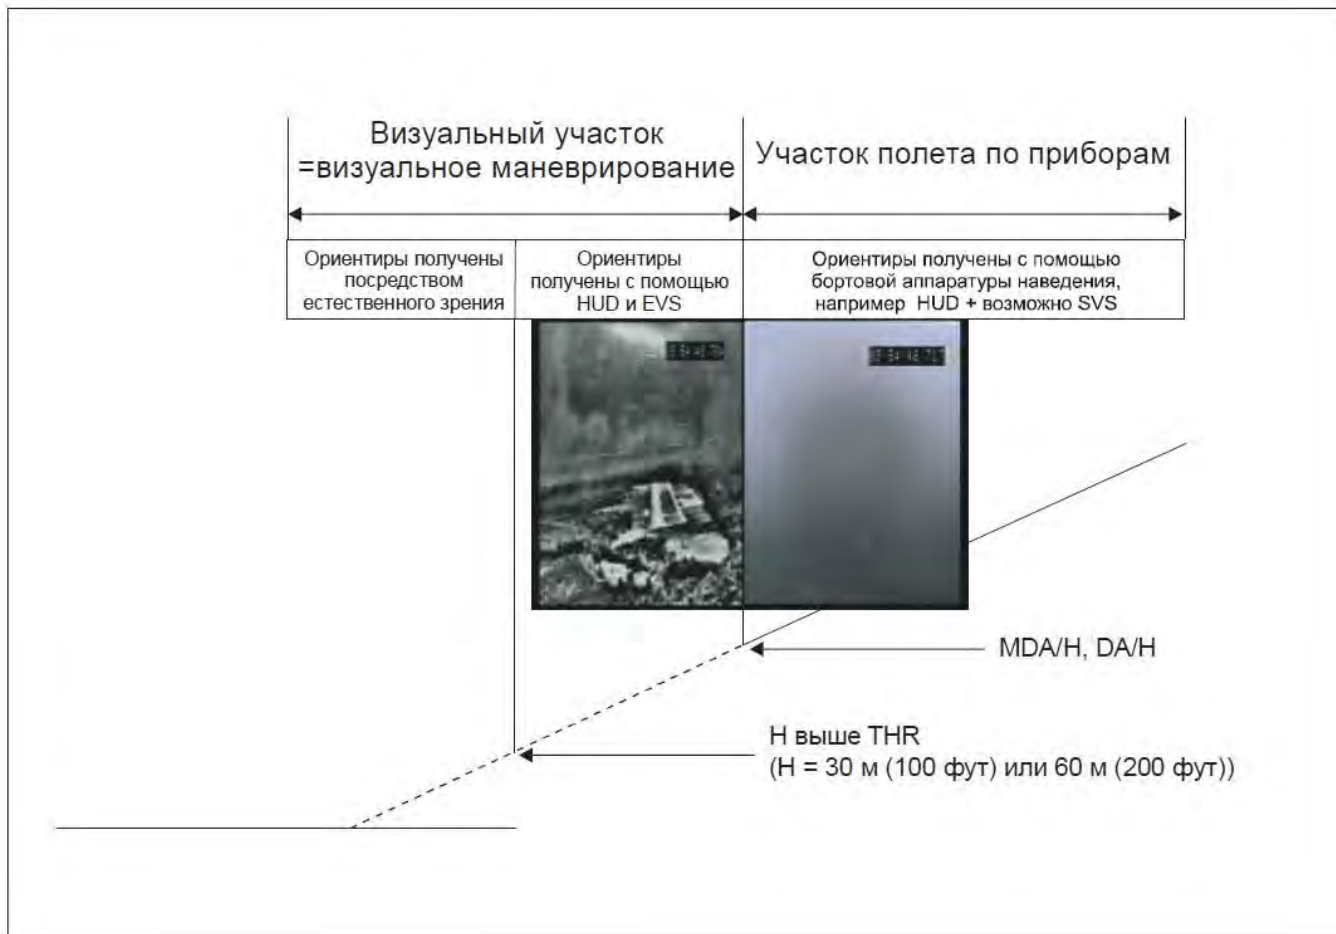 Визуальный участок
=визуальное маневрирование
Участок полета по приборам
Ориентиры получены
посредством
естественного зрения
Ориентиры
получены с помощью
HUD и EVS
Ориентиры получены с помощью
бортовой аппаратуры наведения,
например HUD + возможно SVS
MDA/H, DA/H
Н выше THR
(Н = 30 м (100 фут) или 60 м (200 фут))